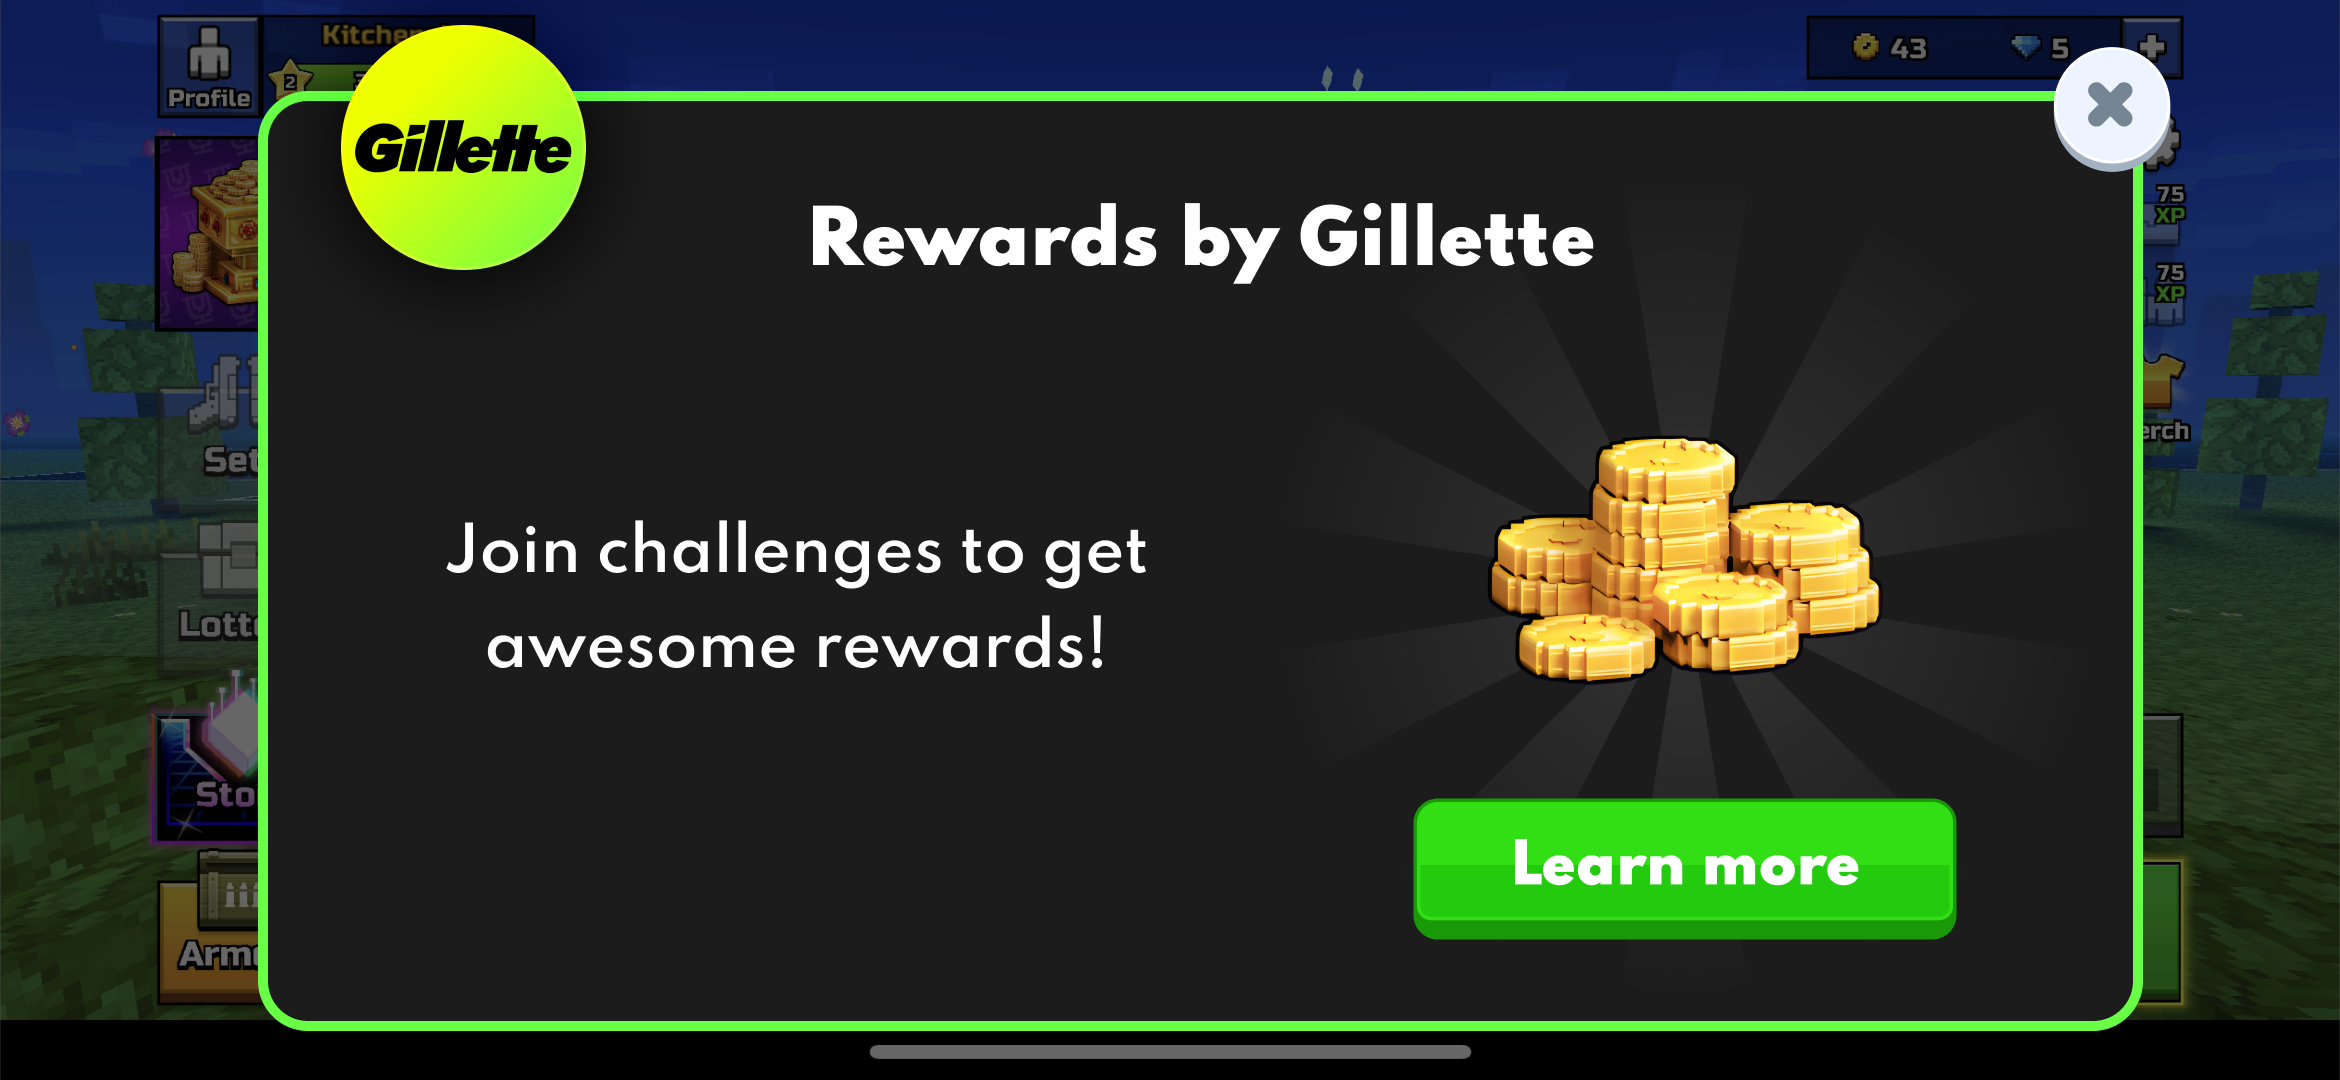 43
5
Profile
2
Gillette
75
XP
Rewards by Gillette
75
XP
Join challenges to get
awesome rewards!
Learn more